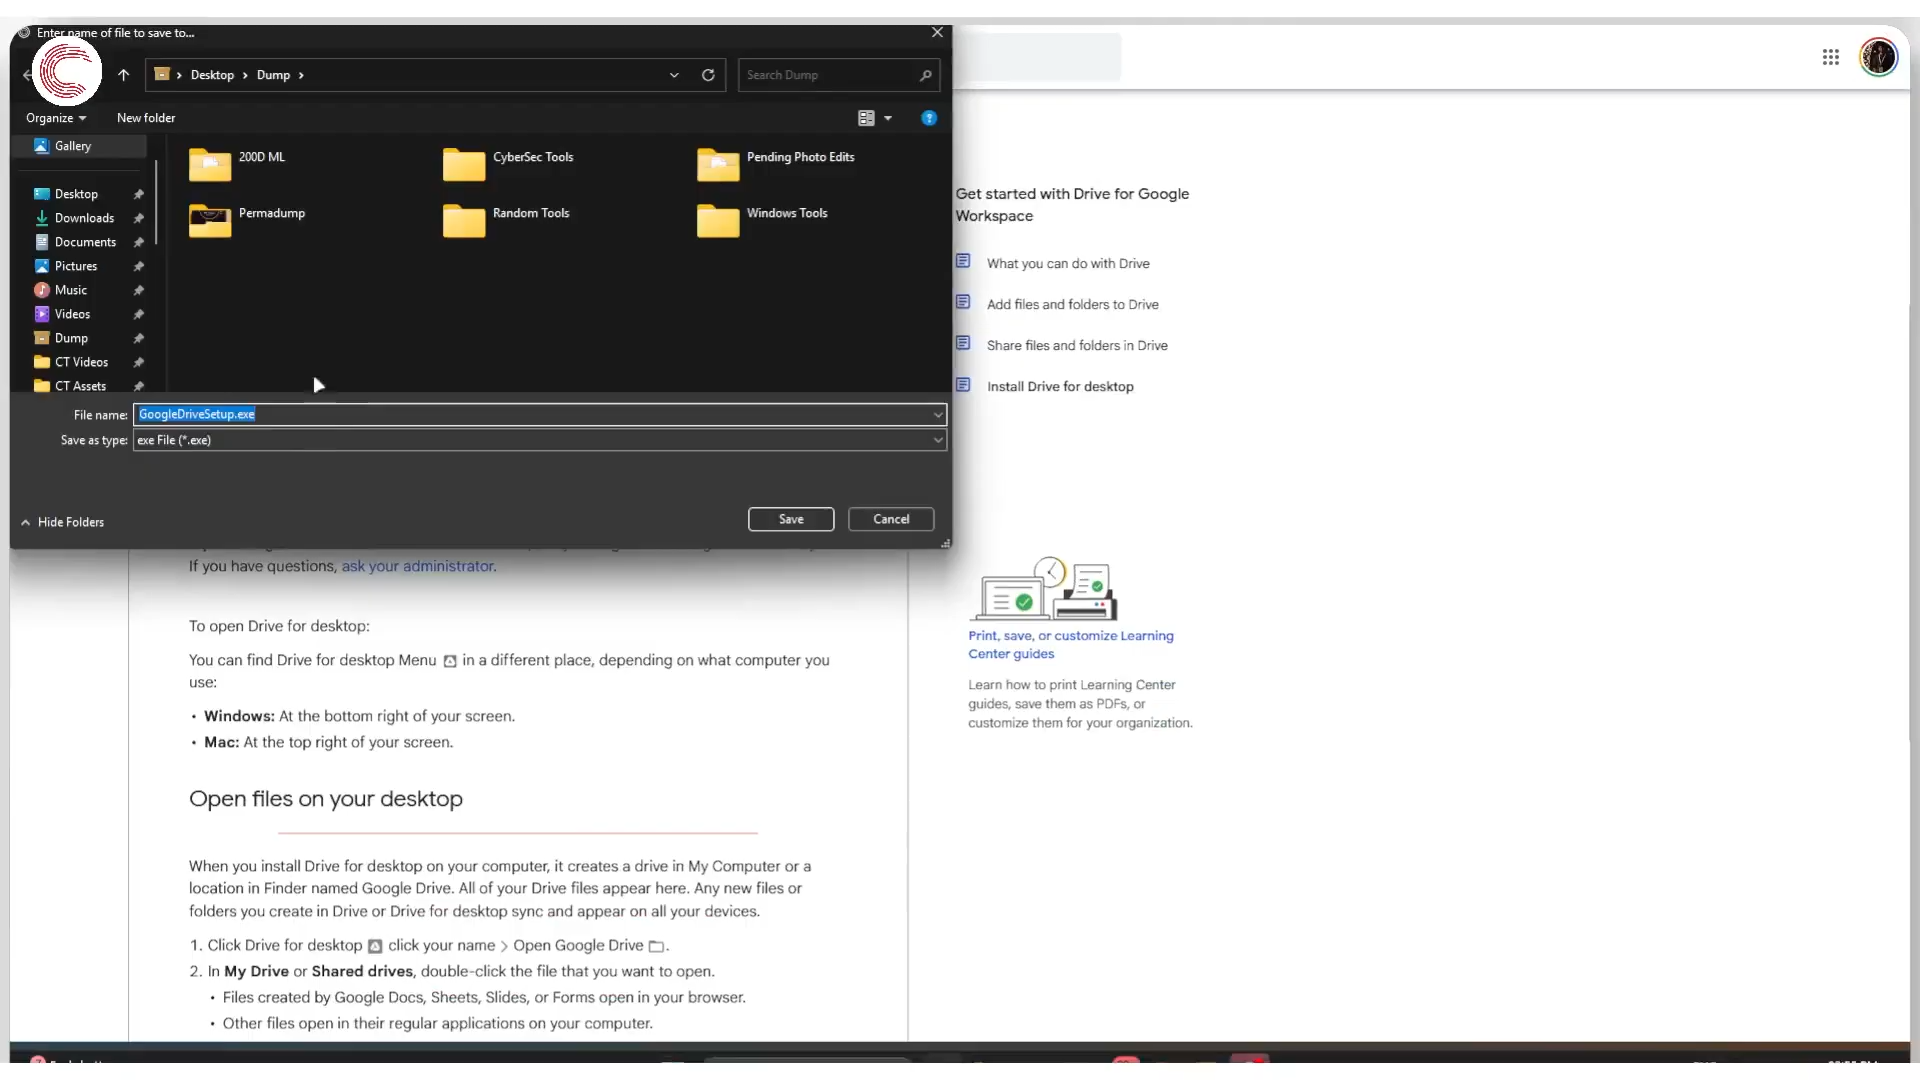 Enter name of file to save to...
Desktop
Dump
Search Dump
Organize
New folder
Gallery
Desktop
Downloads
Documents
Pictures
Music
Videos
Dump
CT Videos
CT Assets
200D ML
CyberSec Tools
Pending Photo Edits
Permadump
Random Tools
Windows Tools
File name: GoogleDriveSetup.exe
Save as type: exe File (*.exe)
Hide Folders
Save
Cancel
Get started with Drive for Google
Workspace
What you can do with Drive
Add files and folders to Drive
Share files and folders in Drive
Install Drive for desktop
If you have questions, ask your administrator.
To open Drive for desktop:
You can find Drive for desktop Menu in a different place, depending on what computer you
use:
• Windows: At the bottom right of your screen.
• Mac: At the top right of your screen.
Open files on your desktop
When you install Drive for desktop on your computer, it creates a drive in My Computer or a
location in Finder named Google Drive. All of your Drive files appear here. Any new files or
folders you create in Drive or Drive for desktop sync and appear on all your devices.
1. Click Drive for desktop click your name > Open Google Drive .
2. In My Drive or Shared drives, double-click the file that you want to open.
• Files created by Google Docs, Sheets, Slides, or Forms open in your browser.
• Other files open in their regular applications on your computer.
Print, save, or customize Learning
Center guides
Learn how to print Learning Center
guides, save them as PDFs, or
customize them for your organization.